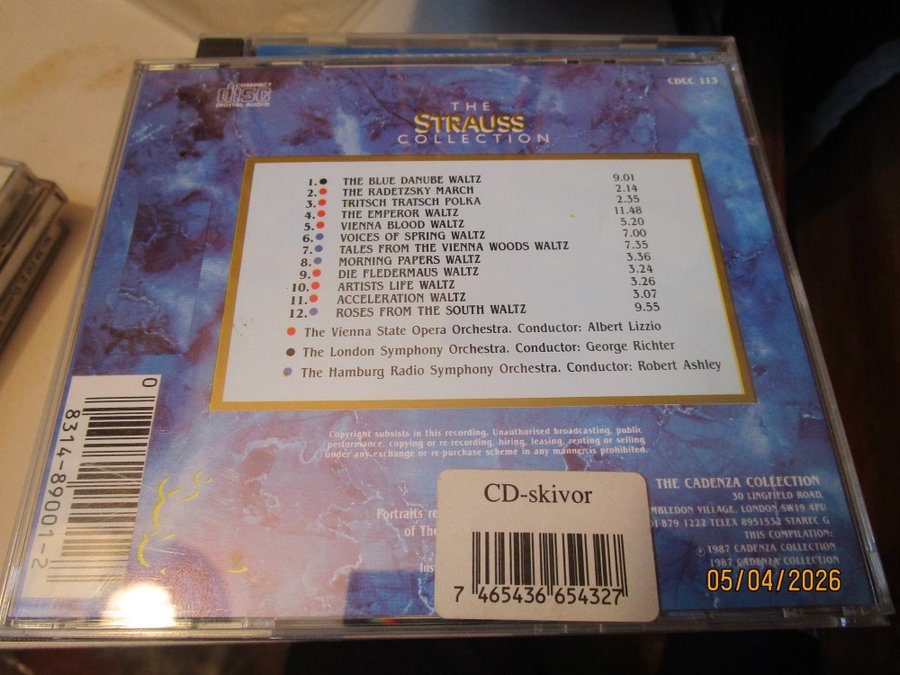 COMPACT
disc
DIGITAL AUDIO
CDCC 113
THE
STRAUSS
COLLECTION
1. THE BLUE DANUBE WALTZ 9.01
2. THE RADETZSKY MARCH 2.14
3. TRITSCH TRATSCH POLKA 2.35
4. THE EMPEROR WALTZ 11.48
5. VIENNA BLOOD WALTZ 5.20
6. VOICES OF SPRING WALTZ 7.00
7. TALES FROM THE VIENNA WOODS WALTZ 7.35
8. MORNING PAPERS WALTZ 3.36
9. DIE FLEDERMAUS WALTZ 3.24
10. ARTISTS LIFE WALTZ 3.26
11. ACCELERATION WALTZ 3.07
12. ROSES FROM THE SOUTH WALTZ 9.55
The Vienna State Opera Orchestra. Conductor: Albert Lizzio
The London Symphony Orchestra. Conductor: George Richter
The Hamburg Radio Symphony Orchestra. Conductor: Robert Ashley
Copyright subsists in this recording. Unauthorised broadcasting, public
performance, copying or re-recording, hiring, leasing, renting or selling
under any exchange or re-purchase scheme in any manner is prohibited.
0 8314-89001-2
Portraits
of
THE CADENZA COLLECTION
30 LINGFIELD ROAD,
VILLAGE, LONDON SW19 4PU
879 1222 TELEX 8951532 STAREC G
THIS COMPILATION:
℗ 1987 CADENZA COLLECTION
1987 CADENZA COLLECTION
CD-skivor
7 465436 654327
05/04/2026